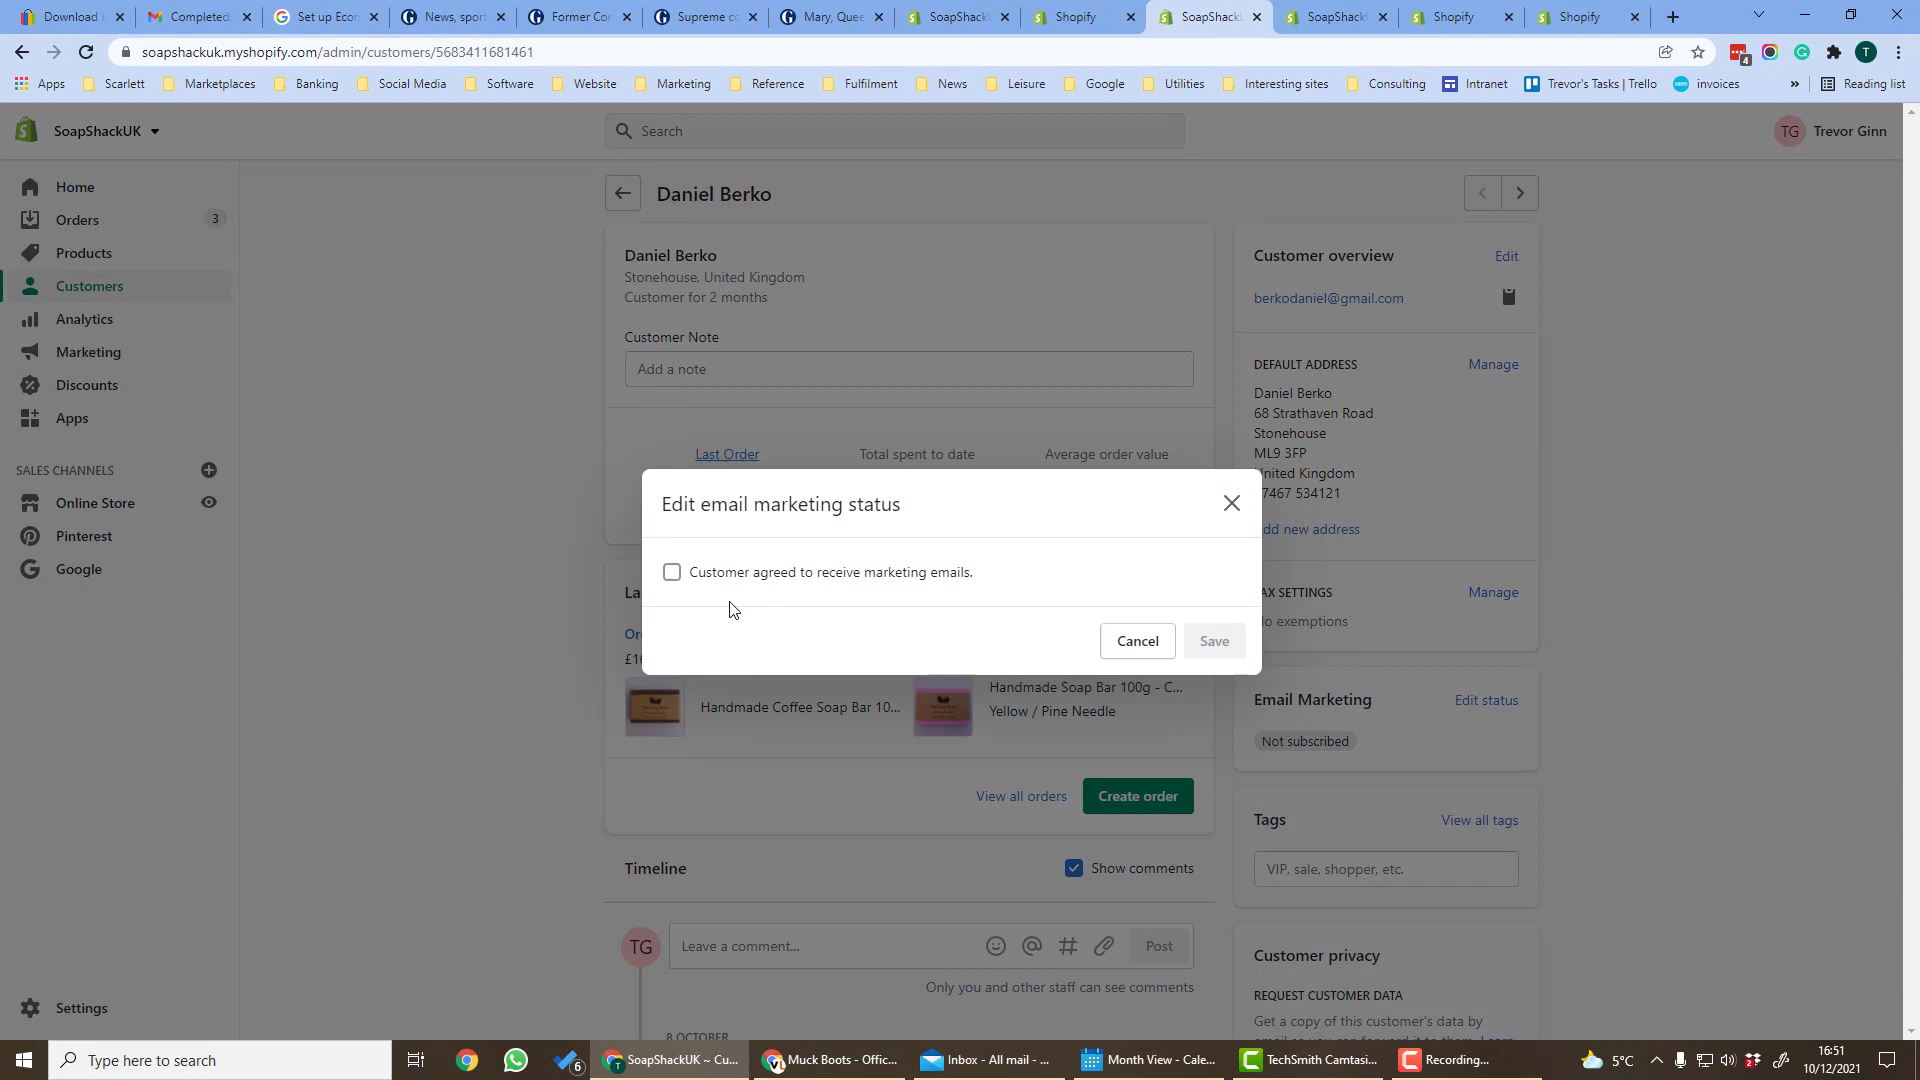 Download m
Completed:
Set up Ecor
News, spor
Former Cor
Supreme co
Mary, Quee
SoapShack
Shopify
SoapShack
SoapShack
Shopify
Shopify
soapshackuk.myshopify.com/admin/customers/5683411681461
4
T
Apps
Scarlett
Marketplaces
Banking
Social Media
Software
Website
Marketing
Reference
Fulfilment
News
Leisure
Google
Utilities
Interesting sites
Consulting
Intranet
Trevor's Tasks | Trello
invoices
»
Reading list
SoapShackUK
Search
TG
Trevor Ginn
Home
Orders
3
Products
Customers
Analytics
Marketing
Discounts
Apps
SALES CHANNELS
Online Store
Pinterest
Google
Settings
Daniel Berko
Daniel Berko
Stonehouse, United Kingdom
Customer for 2 months
Customer Note
Add a note
Last Order
Total spent to date
Average order value
Edit email marketing status
Customer agreed to receive marketing emails.
Cancel
Save
La
Or
£1
Handmade Coffee Soap Bar 10...
Handmade Soap Bar 100g - C...
Yellow / Pine Needle
View all orders
Create order
Timeline
Show comments
TG
Leave a comment...
Post
Only you and other staff can see comments
8 OCTOBER
Customer overview
Edit
berkodaniel@gmail.com
DEFAULT ADDRESS
Manage
Daniel Berko
68 Strathaven Road
Stonehouse
ML9 3FP
nited Kingdom
7467 534121
dd new address
AX SETTINGS
Manage
o exemptions
Email Marketing
Edit status
Not subscribed
Tags
View all tags
VIP, sale, shopper, etc.
Customer privacy
REQUEST CUSTOMER DATA
Get a copy of this customer's data by
Type here to search
6
SoapShackUK ~ Cu...
Muck Boots - Offic...
Inbox - All mail - ...
Month View - Cale...
TechSmith Camtasi...
Recording...
5°C
16:51
10/12/2021